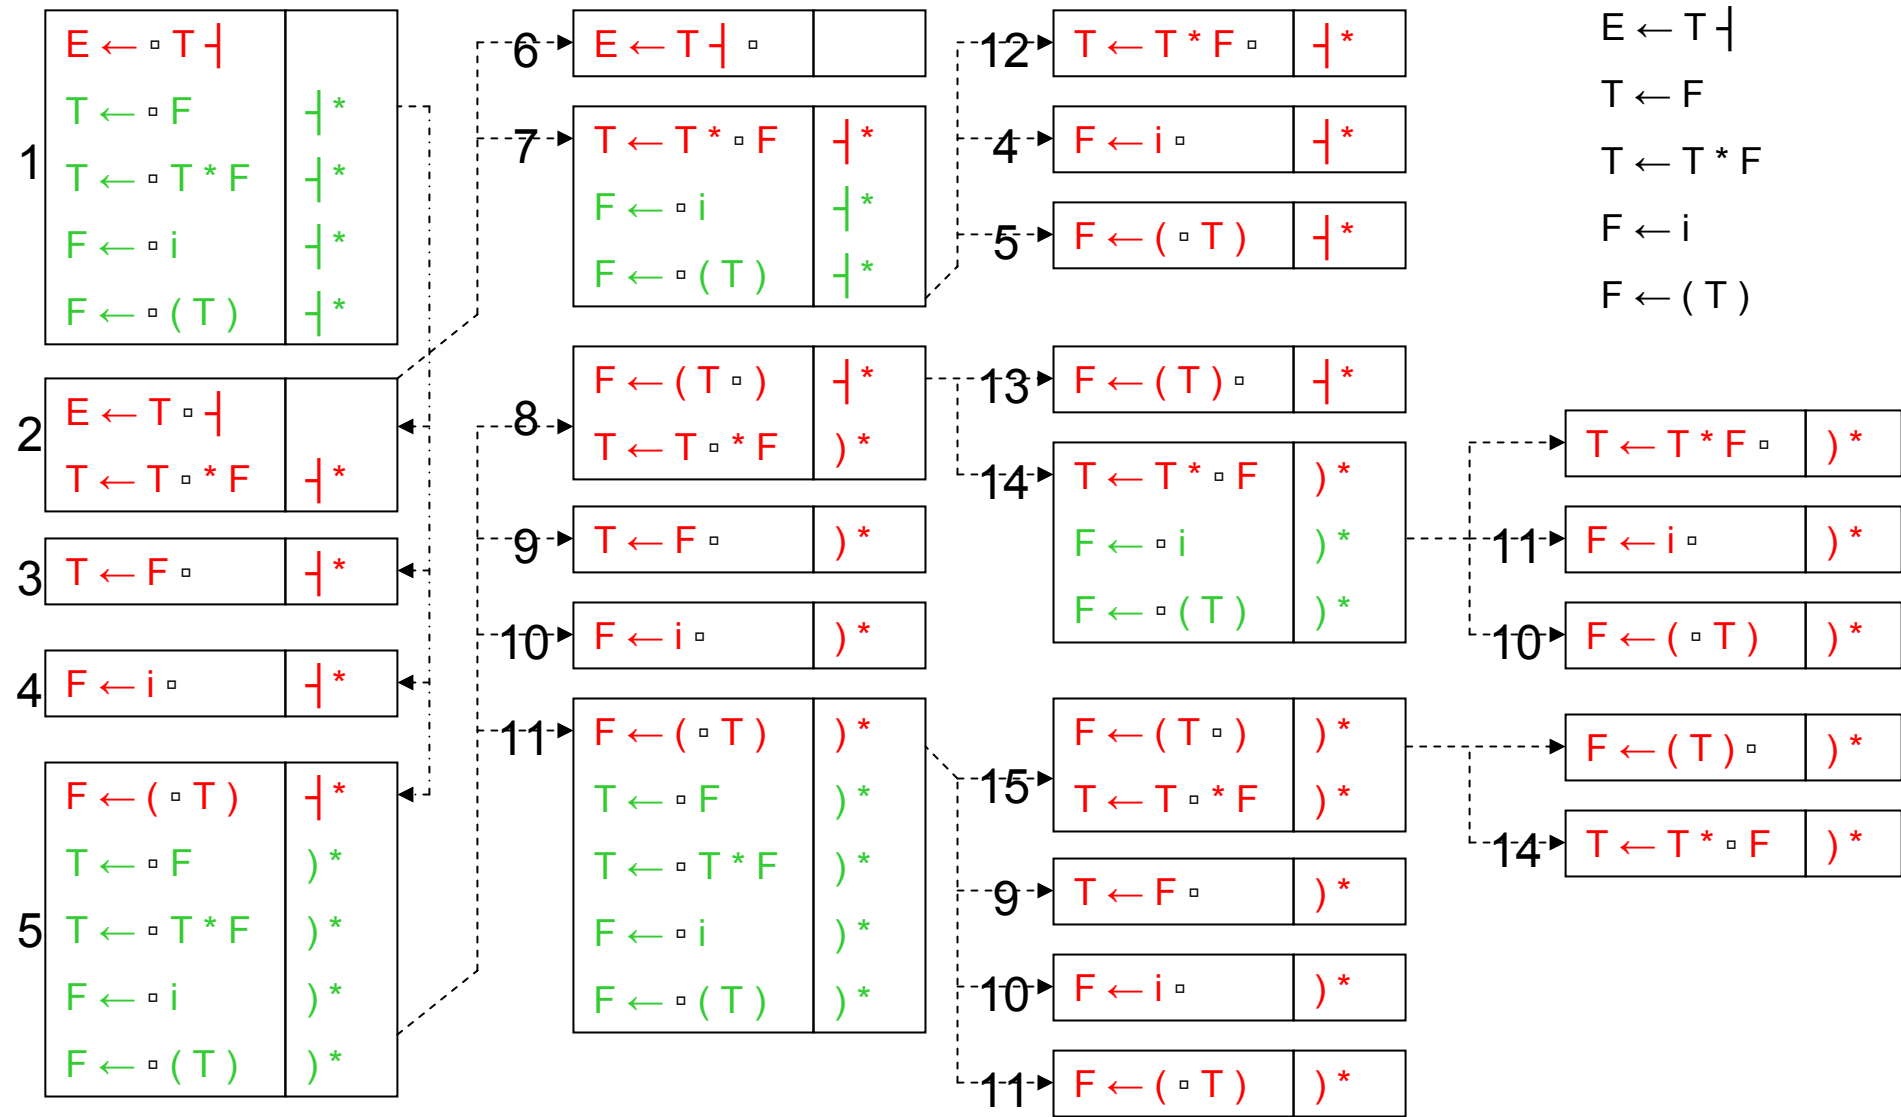 1
E ← ▫ T ┤
T ← ▫ F ┤*
T ← ▫ T * F ┤*
F ← ▫ i ┤*
F ← ▫ ( T ) ┤*
2
E ← T ▫ ┤
T ← T ▫ * F ┤*
3
T ← F ▫ ┤*
4
F ← i ▫ ┤*
5
F ← ( ▫ T ) ┤*
T ← ▫ F ) *
T ← ▫ T * F ) *
F ← ▫ i ) *
F ← ▫ ( T ) ) *
6
E ← T ┤ ▫
7
T ← T * ▫ F ┤*
F ← ▫ i ┤*
F ← ▫ ( T ) ┤*
8
F ← ( T ▫ ) ┤*
T ← T ▫ * F ) *
9
T ← F ▫ ) *
10
F ← i ▫ ) *
11
F ← ( ▫ T ) ) *
T ← ▫ F ) *
T ← ▫ T * F ) *
F ← ▫ i ) *
F ← ▫ ( T ) ) *
12
T ← T * F ▫ ┤*
4
F ← i ▫ ┤*
5
F ← ( ▫ T ) ┤*
13
F ← ( T ) ▫ ┤*
14
T ← T * ▫ F ) *
F ← ▫ i ) *
F ← ▫ ( T ) ) *
15
F ← ( T ▫ ) ) *
T ← T ▫ * F ) *
9
T ← F ▫ ) *
10
F ← i ▫ ) *
11
F ← ( ▫ T ) ) *
E ← T ┤
T ← F
T ← T * F
F ← i
F ← ( T )
T ← T * F ▫ ) *
11
F ← i ▫ ) *
10
F ← ( ▫ T ) ) *
F ← ( T ) ▫ ) *
14
T ← T * ▫ F ) *